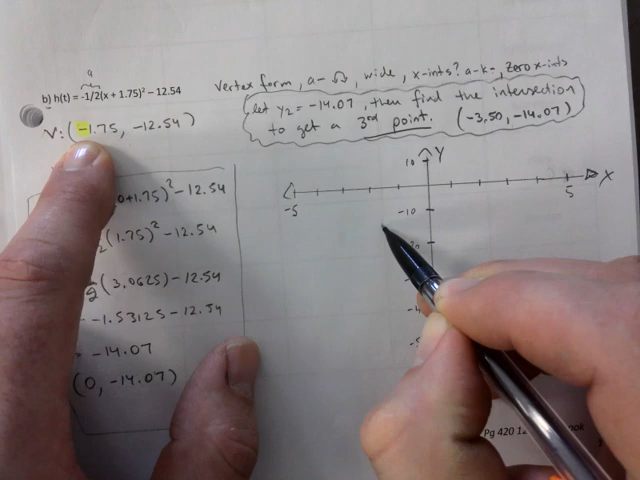 a
b) h(t) = -1/2(x + 1.75)² – 12.54
Vertex form, a-, wide, x-ints? a- k-, zero x-ints
let y₂ = -14.07, then find the intersection
to get a 3rd point. (-3.50, -14.07)
V: (-1.75, -12.54)
0+1.75)² - 12.54
(1.75)² - 12.54
(3.0625) - 12.54
-1.53125 - 12.54
-14.07
(0, -14.07)
10 Y
-5 5 X
-10
Pg 420